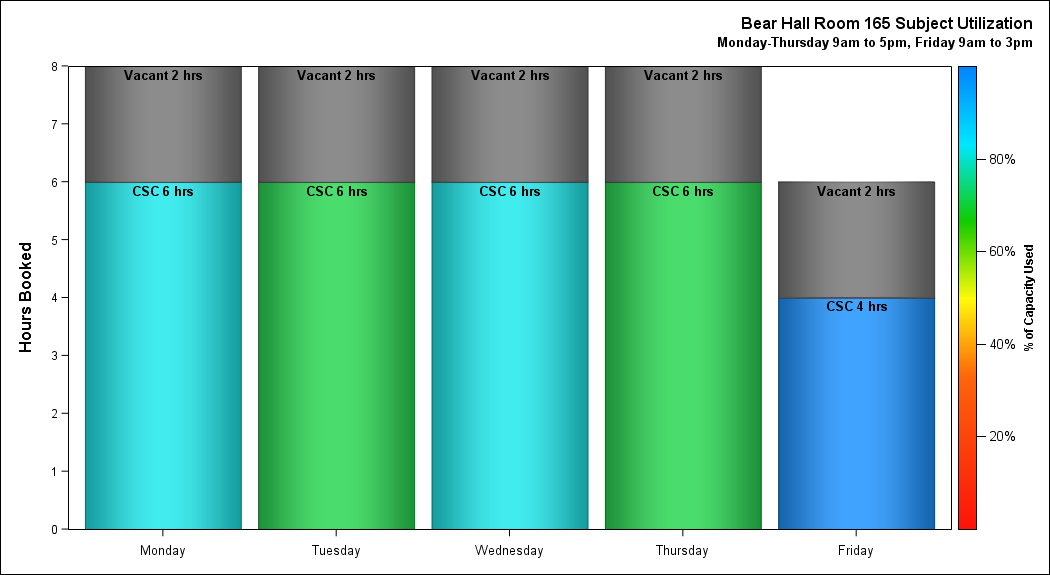 Bear Hall Room 165 Subject Utilization
Monday-Thursday 9am to 5pm, Friday 9am to 3pm
Hours Booked
8
7
6
5
4
3
2
1
0
Vacant 2 hrs Vacant 2 hrs Vacant 2 hrs Vacant 2 hrs
CSC 6 hrs CSC 6 hrs CSC 6 hrs CSC 6 hrs Vacant 2 hrs
CSC 4 hrs
Monday Tuesday Wednesday Thursday Friday
80%
60%
40%
20%
% of Capacity Used